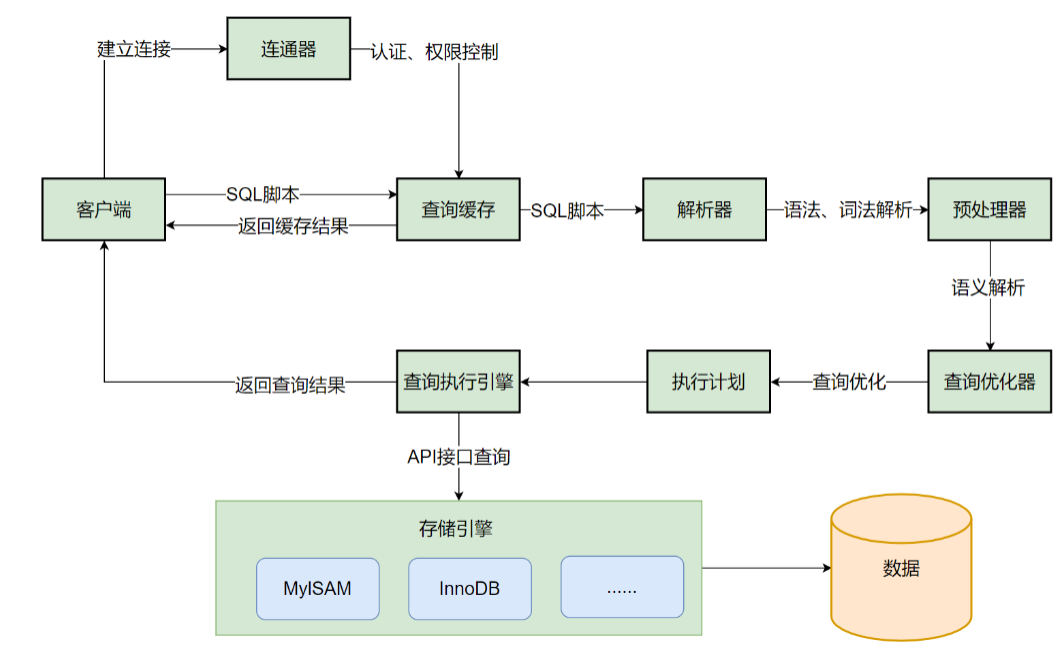 建立连接
连通器
认证、权限控制
客户端
SQL脚本
返回缓存结果
查询缓存
SQL脚本
解析器
语法、词法解析
预处理器
语义解析
查询优化器
查询优化
执行计划
查询执行引擎
返回查询结果
API接口查询
存储引擎
MyISAM
InnoDB
......
数据